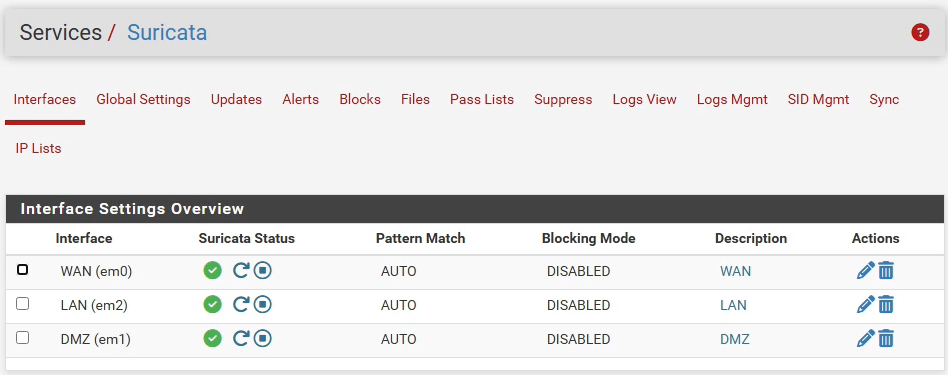 Services / Suricata ?
Interfaces Global Settings Updates Alerts Blocks Files Pass Lists Suppress Logs View Logs Mgmt SID Mgmt Sync
IP Lists
Interface Settings Overview
Interface Suricata Status Pattern Match Blocking Mode Description Actions
WAN (em0) AUTO DISABLED WAN
LAN (em2) AUTO DISABLED LAN
DMZ (em1) AUTO DISABLED DMZ